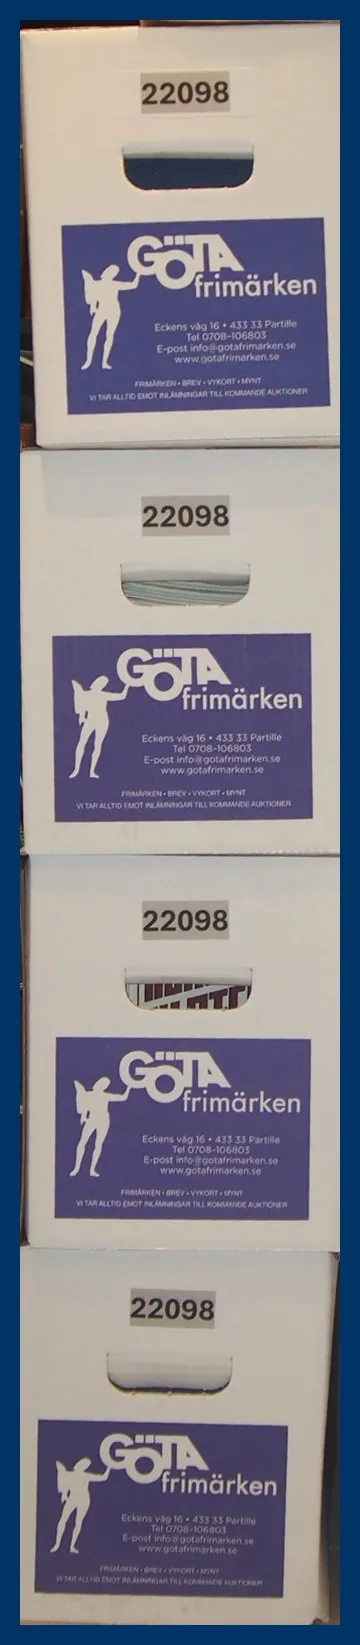 22098
GÖTA
frimärken
Eckens väg 16 • 433 33 Partille
Tel 0708-106803
E-post info@gotafrimarken.se
www.gotafrimarken.se
FRIMÄRKEN • BREV • VYKORT • MYNT
VI TAR ALLTID EMOT INLÄMNINGAR TILL KOMMANDE AUKTIONER
22098
GÖTA
frimärken
Eckens väg 16 • 433 33 Partille
Tel 0708-106803
E-post info@gotafrimarken.se
www.gotafrimarken.se
FRIMÄRKEN • BREV • VYKORT • MYNT
VI TAR ALLTID EMOT INLÄMNINGAR TILL KOMMANDE AUKTIONER
22098
GÖTA
frimärken
Eckens väg 16 • 433 33 Partille
Tel 0708-106803
E-post info@gotafrimarken.se
www.gotafrimarken.se
FRIMÄRKEN • BREV • VYKORT • MYNT
VI TAR ALLTID EMOT INLÄMNINGAR TILL KOMMANDE AUKTIONER
22098
GÖTA
frimärken
Eckens väg 16 • 433 33 Partille
Tel 0708-106803
E-post info@gotafrimarken.se
www.gotafrimarken.se
FRIMÄRKEN • BREV • VYKORT • MYNT
VI TAR ALLTID EMOT INLÄMNINGAR TILL KOMMANDE AUKTIONER